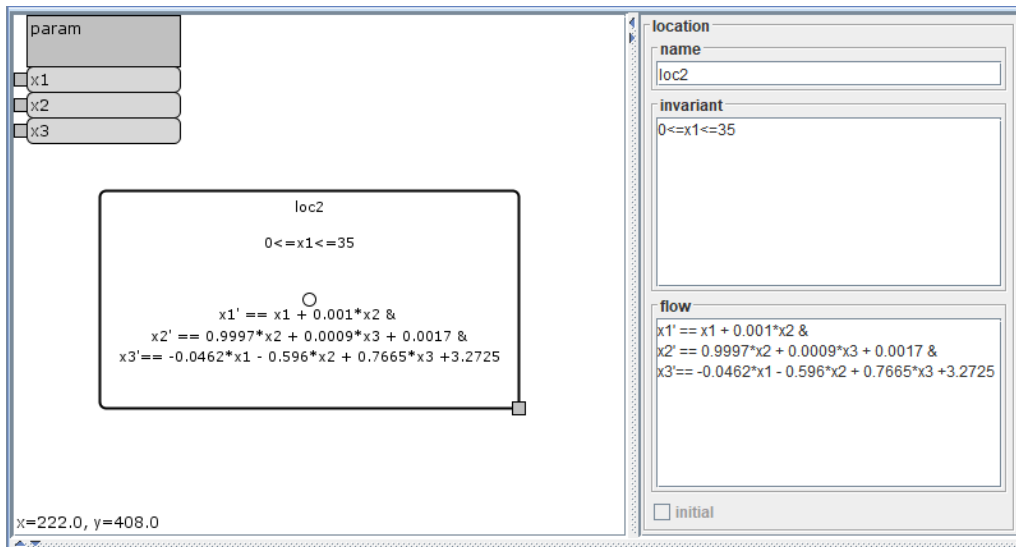 param
x1
x2
x3
loc2
0<=x1<=35
x1' == x1 + 0.001*x2 &
x2' == 0.9997*x2 + 0.0009*x3 + 0.0017 &
x3'== -0.0462*x1 - 0.596*x2 + 0.7665*x3 +3.2725
x=222.0, y=408.0
location
name
loc2
invariant
0<=x1<=35
flow
x1' == x1 + 0.001*x2 &
x2' == 0.9997*x2 + 0.0009*x3 + 0.0017 &
x3'== -0.0462*x1 - 0.596*x2 + 0.7665*x3 +3.2725
initial